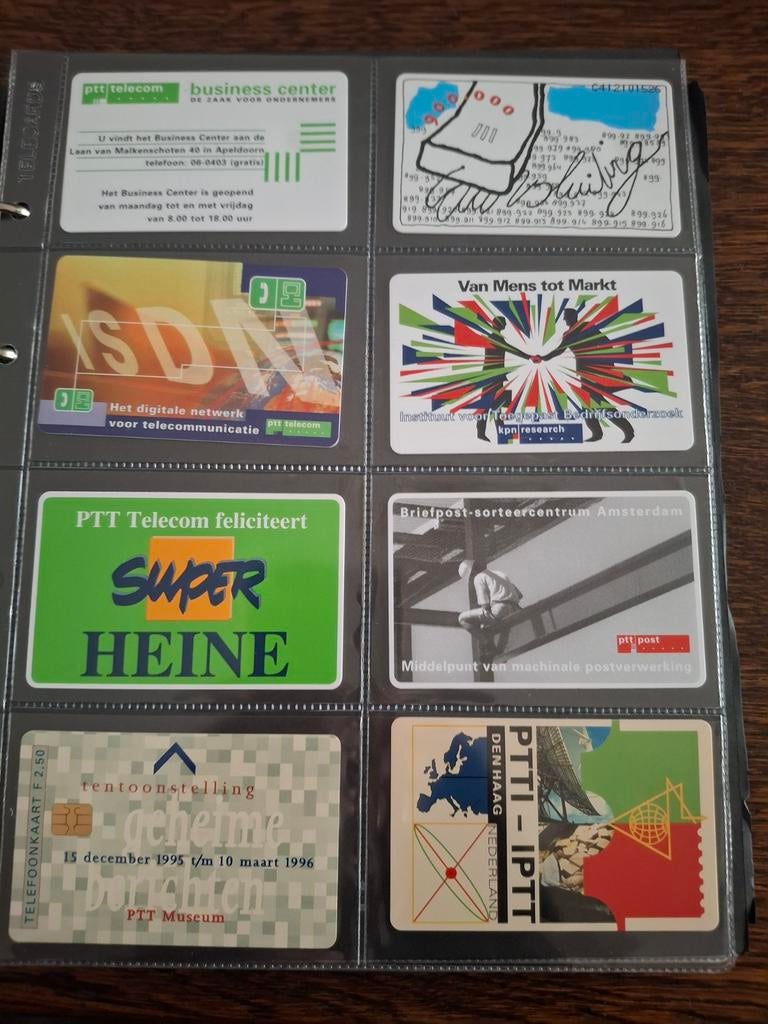 TELECARDS
ptt telecom
business center
DE ZAAK VOOR ONDERNEMERS
U vindt het Business Center aan de
Laan van Malkenschoten 40 in Apeldoorn
telefoon: 06-0403 (gratis)
Het Business Center is geopend
van maandag tot en met vrijdag
van 8.00 tot 18.00 uur
C412101526
900.000
ISDN
Het digitale netwerk
voor telecommunicatie
ptt telecom
Van Mens tot Markt
Instituut voor Toegepast Bedrijfsonderzoek
kpn research
PTT Telecom feliciteert
SUPER
HEINE
Briefpost-sorteercentrum Amsterdam
ptt post
Middelpunt van machinale postverwerking
TELEFOONKAART F 2,50
tentoonstelling
geheime
15 december 1995 t/m 10 maart 1996
berichten
PTT Museum
PTTI - IPTT
DEN HAAG NEDERLAND